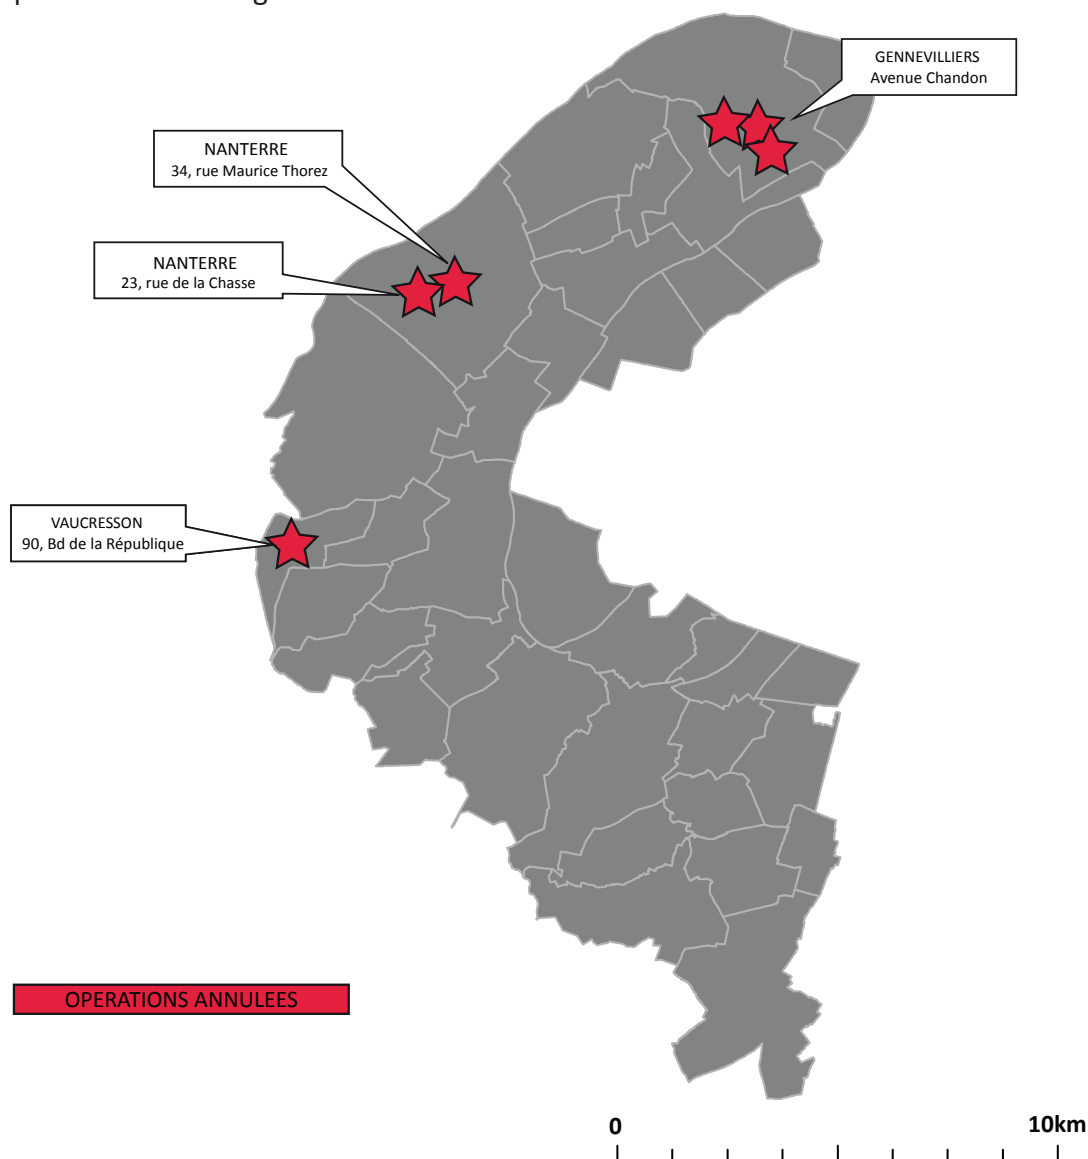 GENNEVILLIERS
Avenue Chandon
NANTERRE
34, rue Maurice Thorez
NANTERRE
23, rue de la Chasse
VAUCRESSON
90, Bd de la République
OPERATIONS ANNULEES
0 10km